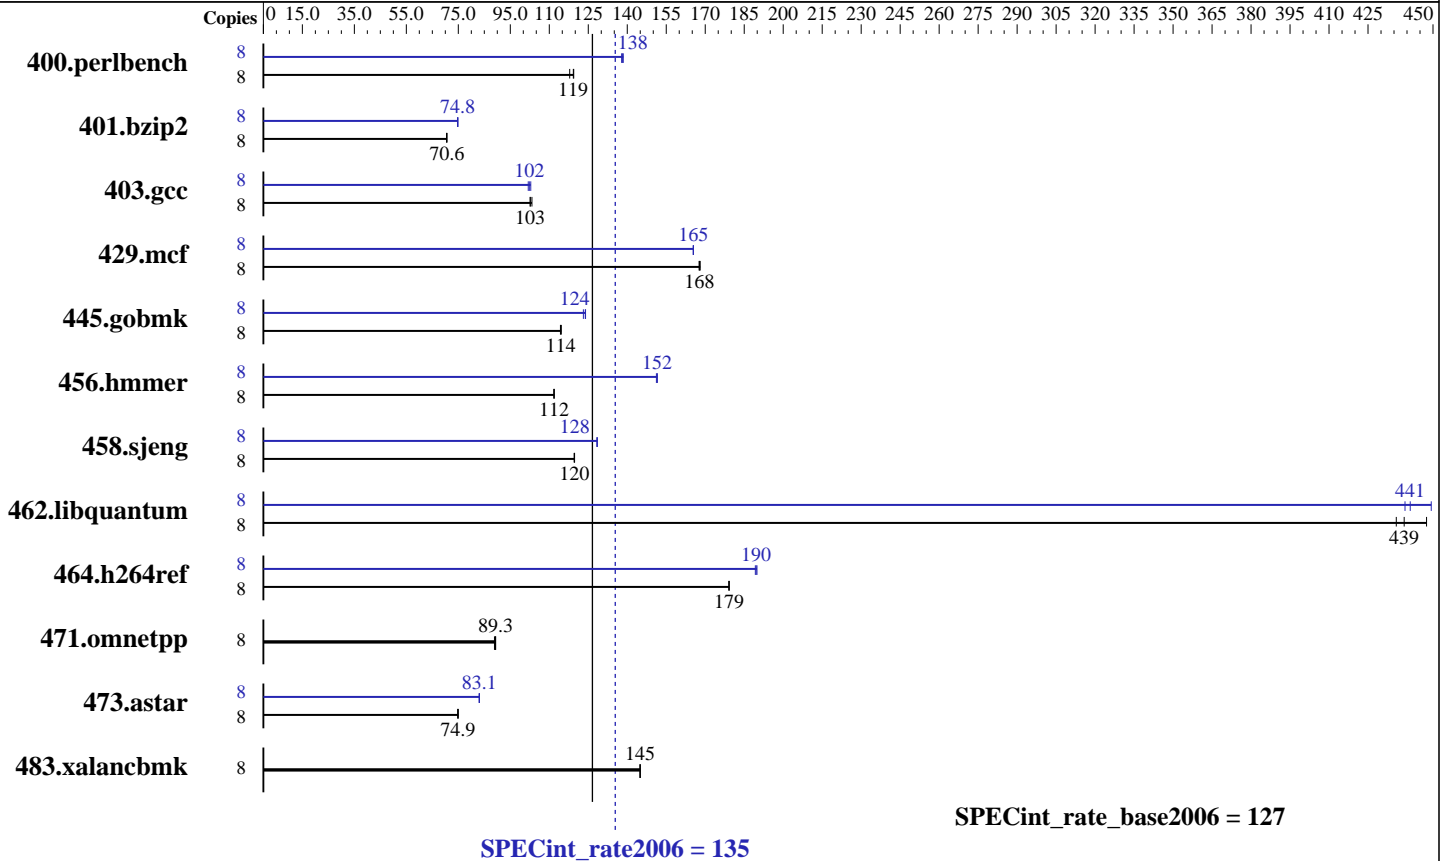 Copies 0 15.0 35.0 55.0 75.0 95.0 110 125 140 155 170 185 200 215 230 245 260 275 290 305 320 335 350 365 380 395 410 425 450
8 138
400.perlbench
8 119
8 74.8
401.bzip2
8 70.6
8 102
403.gcc
8 103
8 165
429.mcf
8 168
8 124
445.gobmk
8 114
8 152
456.hmmer
8 112
8 128
458.sjeng
8 120
8 441
462.libquantum
8 439
8 190
464.h264ref
8 179
471.omnetpp 8 89.3
8 83.1
473.astar
8 74.9
483.xalancbmk 8 145
SPECint_rate_base2006 = 127
SPECint_rate2006 = 135